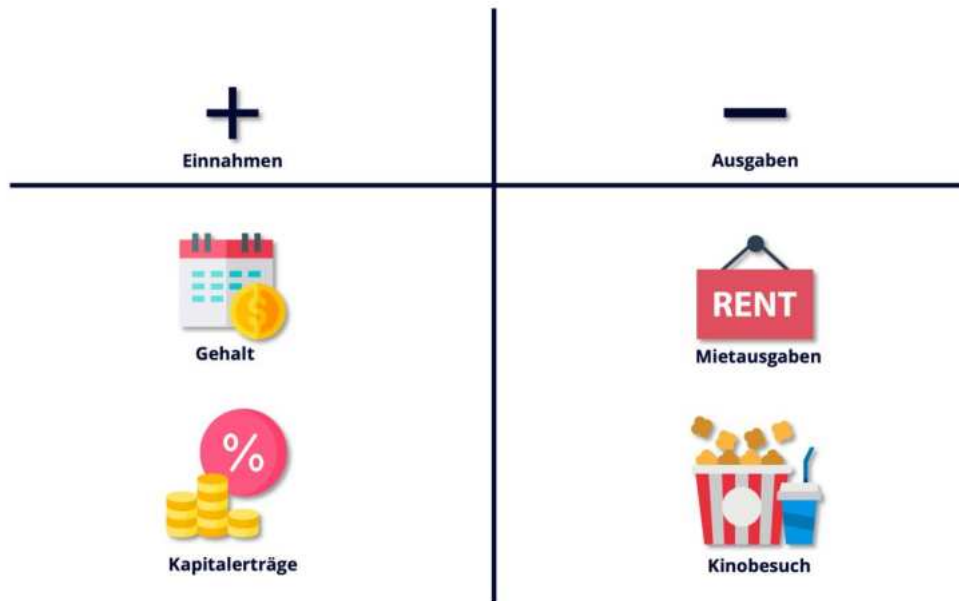 +
Einnahmen
—
Ausgaben
$
Gehalt
RENT
Mietausgaben
%
Kapitalerträge
Kinobesuch